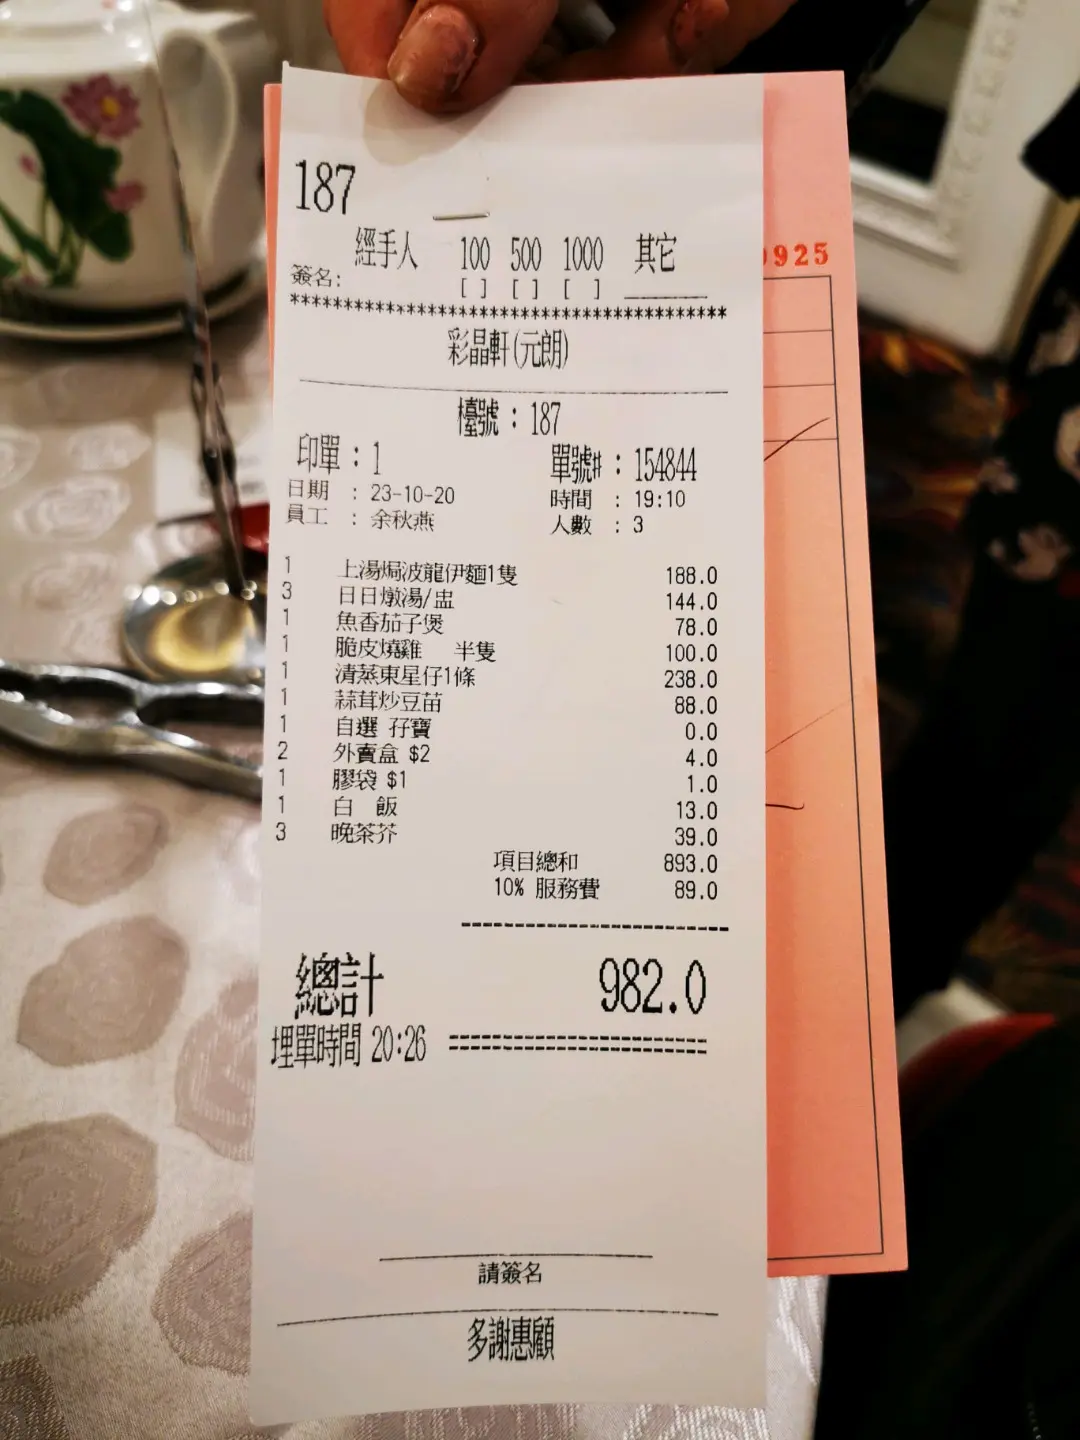 187
經手人 100 500 1000 其它
簽名: [ ] [ ] [ ]
****************************************
彩晶軒(元朗)
檯號 : 187
印單 : 1 單號# : 154844
日期 : 23-10-20 時間 : 19:10
員工 : 余秋燕 人數 : 3
1 上湯焗波龍伊麵1隻 188.0
3 日日燉湯/盅 144.0
1 魚香茄子煲 78.0
1 脆皮燒雞 半隻 100.0
1 清蒸東星仔1條 238.0
1 蒜茸炒豆苗 88.0
1 自選 孖寶 0.0
2 外賣盒 $2 4.0
1 膠袋 $1 1.0
1 白 飯 13.0
3 晚茶芥 39.0
項目總和 893.0
10% 服務費 89.0
總計 982.0
埋單時間 20:26
請簽名
多謝惠顧
0925